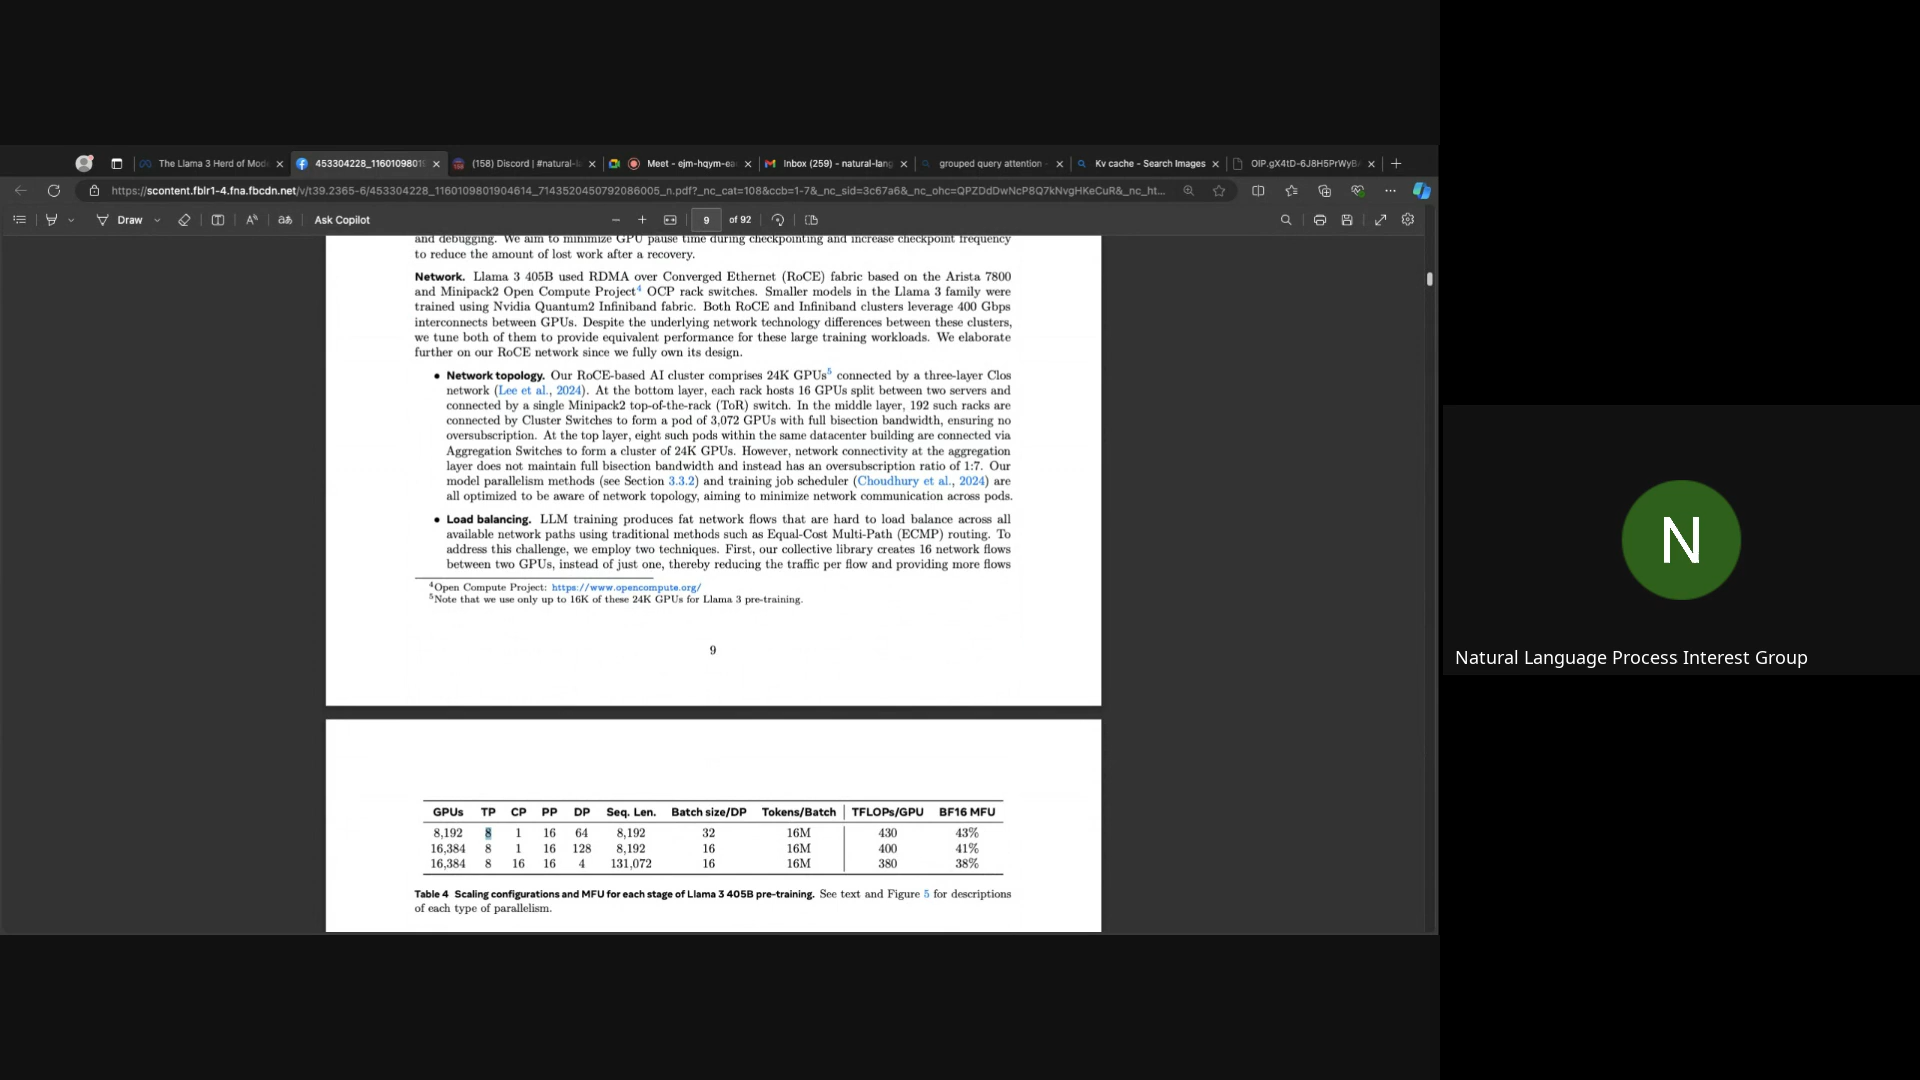 The Llama 3 Herd of Mode
453304228_1160109801
(158) Discord | #natural-l
Meet - ejm-hqym-ea
Inbox (259) - natural-lang
grouped query attention
Kv cache - Search Images
OIP.gX4tD-6J8H5PrWyB
https://scontent.fblr1-4.fna.fbcdn.net/v/t39.2365-6/453304228_1160109801904614_7143520450792086005_n.pdf?_nc_cat=108&ccb=1-7&_nc_sid=3c67a6&_nc_ohc=QPZDdDwNcP8Q7kNvgHKeCuR&_nc_ht...
Draw
Ask Copilot
9 of 92
and debugging. We aim to minimize GPU pause time during checkpointing and increase checkpoint frequency
to reduce the amount of lost work after a recovery.
Network. Llama 3 405B used RDMA over Converged Ethernet (RoCE) fabric based on the Arista 7800
and Minipack2 Open Compute Project4 OCP rack switches. Smaller models in the Llama 3 family were
trained using Nvidia Quantum2 Infiniband fabric. Both RoCE and Infiniband clusters leverage 400 Gbps
interconnects between GPUs. Despite the underlying network technology differences between these clusters,
we tune both of them to provide equivalent performance for these large training workloads. We elaborate
further on our RoCE network since we fully own its design.
• Network topology. Our RoCE-based AI cluster comprises 24K GPUs5 connected by a three-layer Clos
network (Lee et al., 2024). At the bottom layer, each rack hosts 16 GPUs split between two servers and
connected by a single Minipack2 top-of-the-rack (ToR) switch. In the middle layer, 192 such racks are
connected by Cluster Switches to form a pod of 3,072 GPUs with full bisection bandwidth, ensuring no
oversubscription. At the top layer, eight such pods within the same datacenter building are connected via
Aggregation Switches to form a cluster of 24K GPUs. However, network connectivity at the aggregation
layer does not maintain full bisection bandwidth and instead has an oversubscription ratio of 1:7. Our
model parallelism methods (see Section 3.3.2) and training job scheduler (Choudhury et al., 2024) are
all optimized to be aware of network topology, aiming to minimize network communication across pods.
• Load balancing. LLM training produces fat network flows that are hard to load balance across all
available network paths using traditional methods such as Equal-Cost Multi-Path (ECMP) routing. To
address this challenge, we employ two techniques. First, our collective library creates 16 network flows
between two GPUs, instead of just one, thereby reducing the traffic per flow and providing more flows
4Open Compute Project: https://www.opencompute.org/
5Note that we use only up to 16K of these 24K GPUs for Llama 3 pre-training.
9
GPUs TP CP PP DP Seq. Len. Batch size/DP Tokens/Batch TFLOPs/GPU BF16 MFU
8,192 8 1 16 64 8,192 32 16M 430 43%
16,384 8 1 16 128 8,192 16 16M 400 41%
16,384 8 16 16 4 131,072 16 16M 380 38%
Table 4 Scaling configurations and MFU for each stage of Llama 3 405B pre-training. See text and Figure 5 for descriptions
of each type of parallelism.
N
Natural Language Process Interest Group